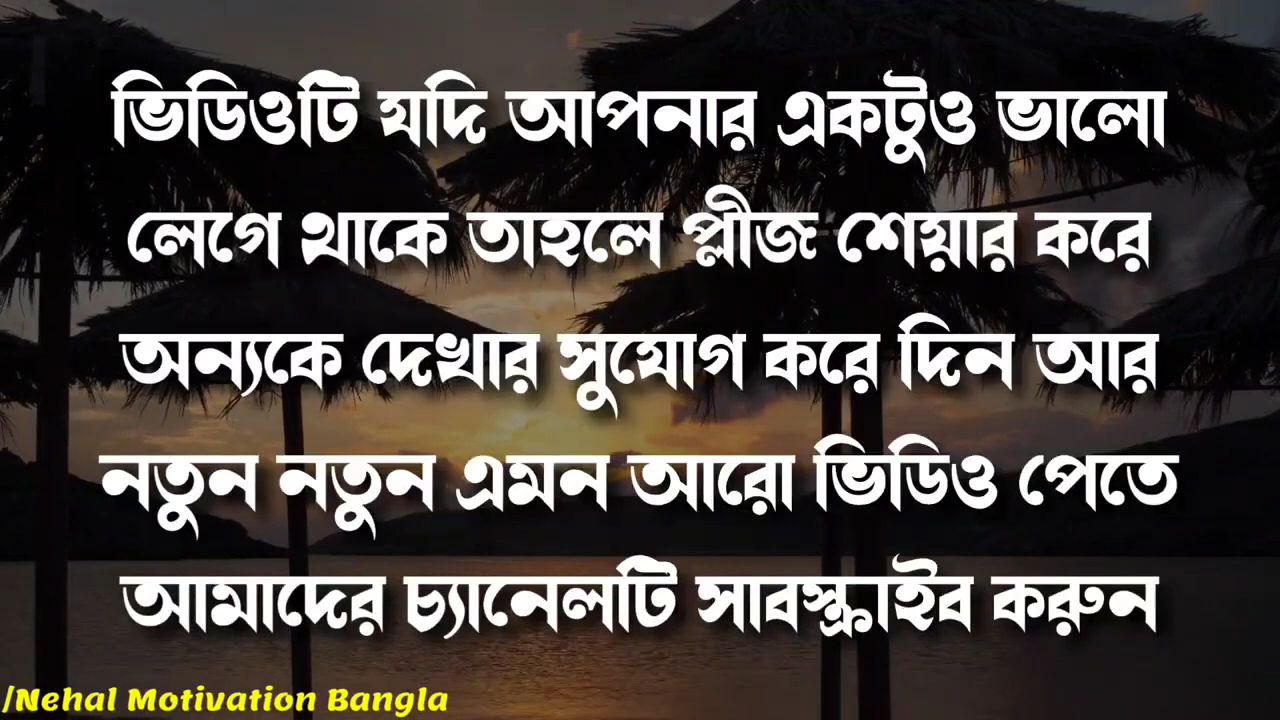 ভিডিওটি যদি আপনার একটুও ভালো
লেগে থাকে তাহলে প্লীজ শেয়ার করে
অন্যকে দেখার সুযোগ করে দিন আর
নতুন নতুন এমন আরো ভিডিও পেতে
আমাদের চ্যানেলটি সাবস্ক্রাইব করুন
/Nehal Motivation Bangla